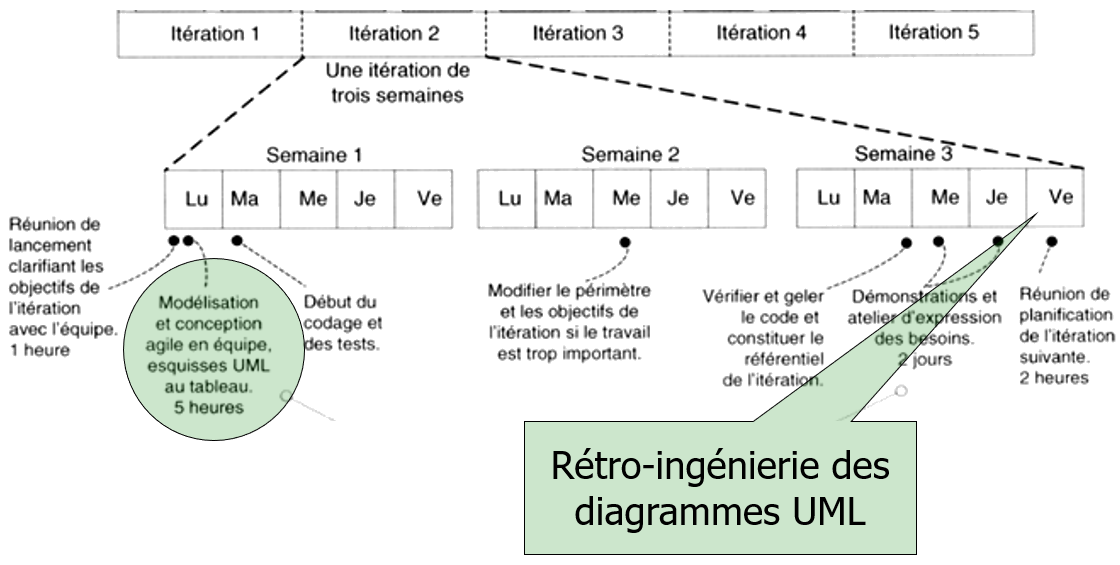 Itération 1
Itération 2
Itération 3
Itération 4
Itération 5
Une itération de
trois semaines
Semaine 1
Semaine 2
Semaine 3
Lu
Ma
Me
Je
Ve
Lu
Ma
Me
Je
Ve
Lu
Ma
Me
Je
Ve
Réunion de
lancement
clarifiant les
objectifs de
l'itération
avec l'équipe.
1 heure
Modélisation
et conception
agile en équipe,
esquisses UML
au tableau.
5 heures
Début du
codage et
des tests.
Modifier le périmètre
et les objectifs de
l'itération si le travail
est trop important.
Vérifier et geler
le code et
constituer le
référentiel
de l'itération.
Démonstrations et
atelier d'expression
des besoins.
2 jours
Réunion de
planification
de l'itération
suivante.
2 heures
Rétro-ingénierie des
diagrammes UML